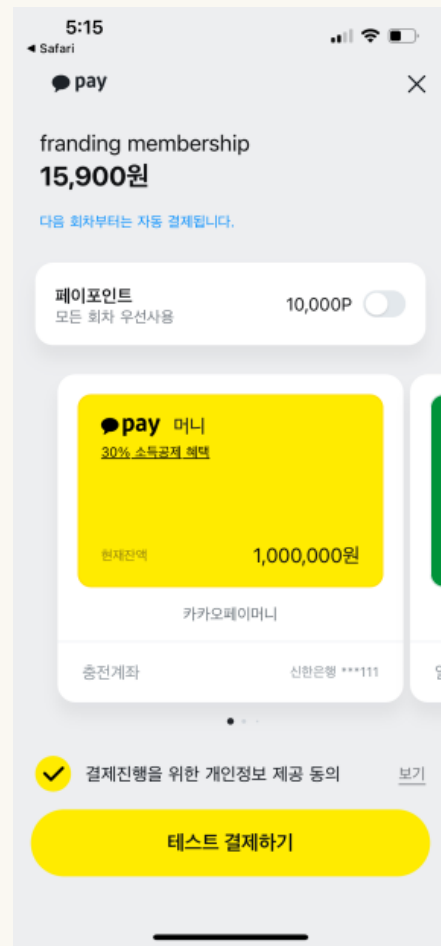 5:15
◀ Safari
pay
franding membership
15,900원
다음 회차부터는 자동 결제됩니다.
페이포인트
모든 회차 우선사용
10,000P
pay 머니
30% 소득공제 혜택
현재잔액
1,000,000원
카카오페이머니
충전계좌
신한은행 ***111
결제진행을 위한 개인정보 제공 동의
보기
테스트 결제하기